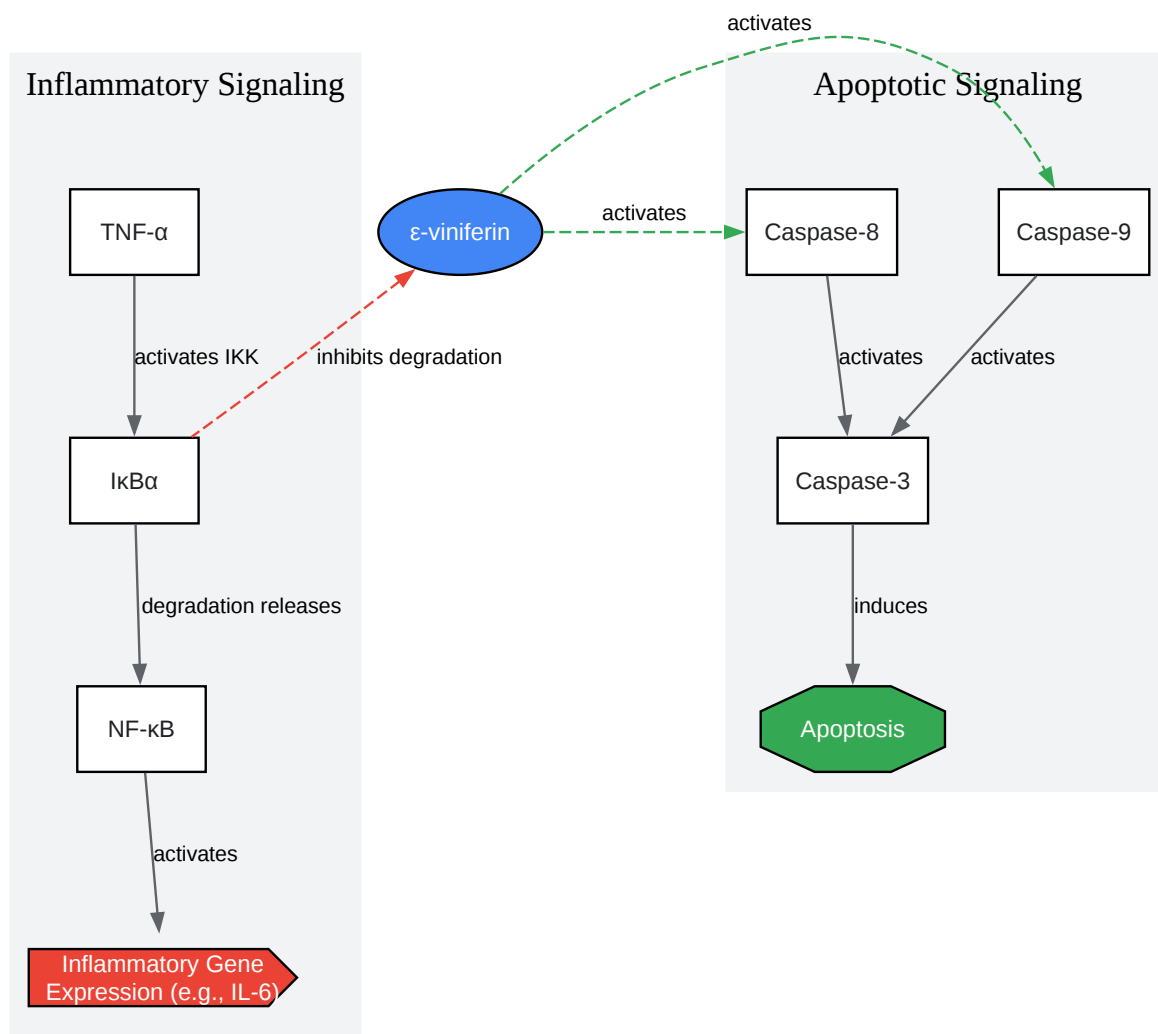 activates
Inflammatory Signaling
Apoptotic Signaling
TNF-α
ε-viniferin
activates
Caspase-8
Caspase-9
activates IKK
inhibits degradation
activates
activates
IκBα
Caspase-3
degradation releases
induces
NF-κB
Apoptosis
activates
Inflammatory Gene
Expression (e.g., IL-6)